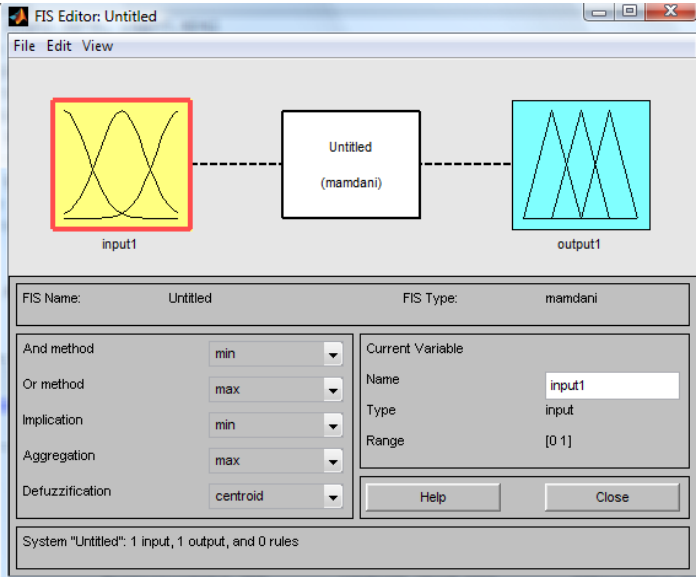 FIS Editor: Untitled
File Edit View
Untitled
(mamdani)
input1
output1
FIS Name: Untitled FIS Type: mamdani
And method min
Or method max
Implication min
Aggregation max
Defuzzification centroid
Current Variable
Name input1
Type input
Range [0 1]
Help Close
System "Untitled": 1 input, 1 output, and 0 rules